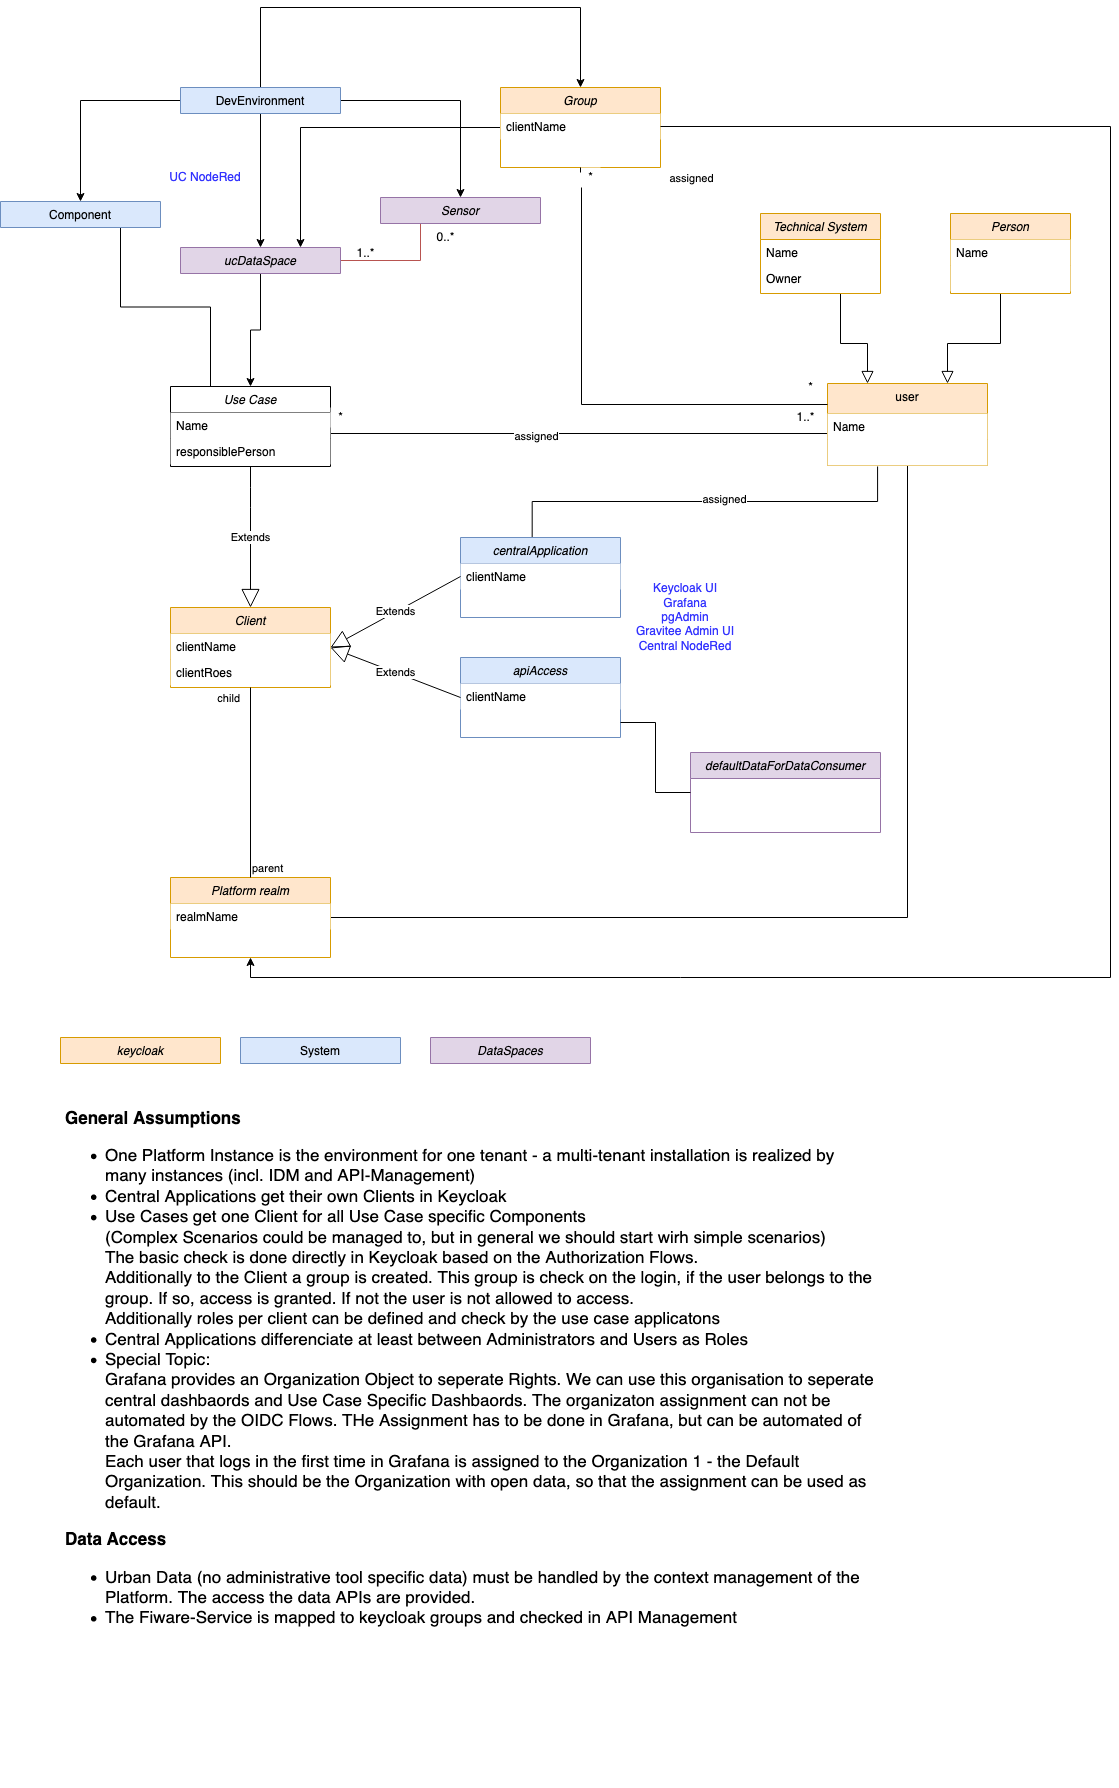 DevEnvironment
Group
clientName
*
assigned
UC NodeRed
Component
Sensor
0..*
1..*
ucDataSpace
Technical System
Name
Owner
Person
Name
Use Case
Name
responsiblePerson
*
assigned
*
1..*
user
Name
assigned
Extends
centralApplication
clientName
Keycloak UI
Grafana
pgAdmin
Gravitee Admin UI
Central NodeRed
Client
clientName
clientRoes
child
Extends
Extends
apiAccess
clientName
defaultDataForDataConsumer
parent
Platform realm
realmName
keycloak
System
DataSpaces
General Assumptions
• One Platform Instance is the environment for one tenant - a multi-tenant installation is realized by
many instances (incl. IDM and API-Management)
• Central Applications get their own Clients in Keycloak
• Use Cases get one Client for all Use Case specific Components
(Complex Scenarios could be managed to, but in general we should start wirh simple scenarios)
The basic check is done directly in Keycloak based on the Authorization Flows.
Additionally to the Client a group is created. This group is check on the login, if the user belongs to the
group. If so, access is granted. If not the user is not allowed to access.
Additionally roles per client can be defined and check by the use case applicatons
• Central Applications differenciate at least between Administrators and Users as Roles
• Special Topic:
Grafana provides an Organization Object to seperate Rights. We can use this organisation to seperate
central dashbaords and Use Case Specific Dashbaords. The organizaton assignment can not be
automated by the OIDC Flows. THe Assignment has to be done in Grafana, but can be automated of
the Grafana API.
Each user that logs in the first time in Grafana is assigned to the Organization 1 - the Default
Organization. This should be the Organization with open data, so that the assignment can be used as
default.
Data Access
• Urban Data (no administrative tool specific data) must be handled by the context management of the
Platform. The access the data APIs are provided.
• The Fiware-Service is mapped to keycloak groups and checked in API Management